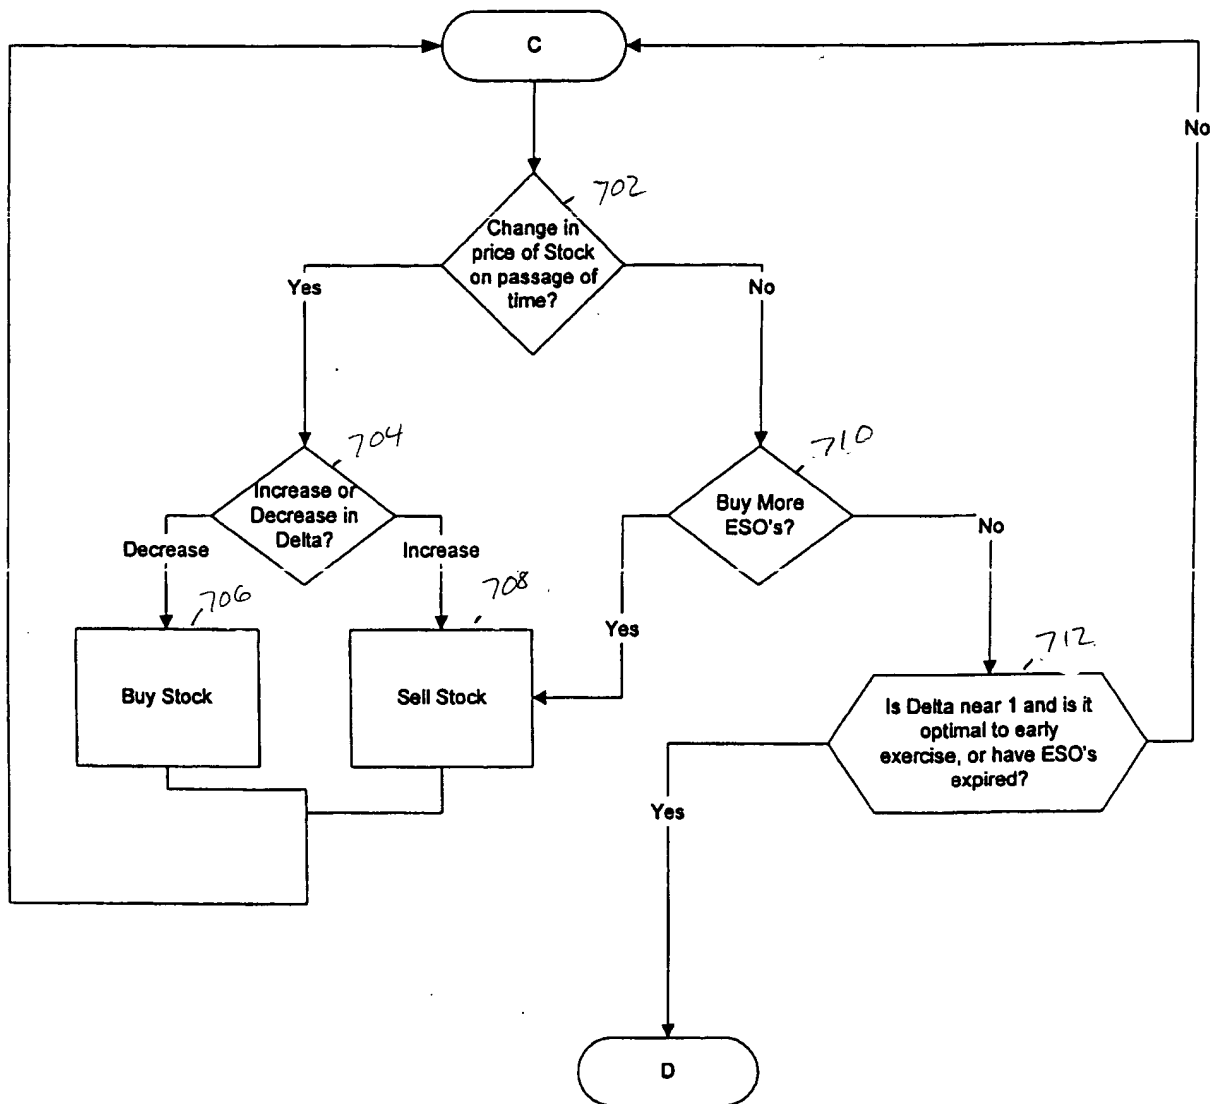 C
No
702
Change in
price of Stock
on passage of
time?
Yes
No
704
710
Increase or
Decrease in
Delta?
Buy More
ESO's?
Decrease
Increase
No
706
708
Yes
712
Buy Stock
Sell Stock
Is Delta near 1 and is it
optimal to early
exercise, or have ESO's
expired?
Yes
D